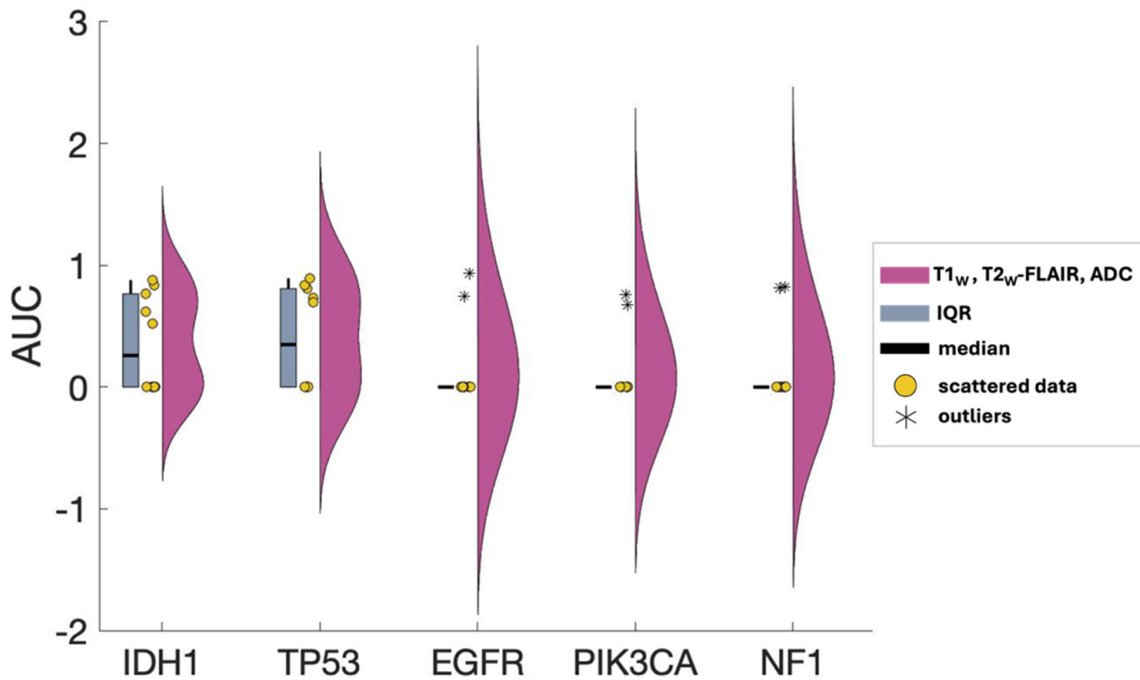 3
2
1
0
-1
-2
AUC
IDH1 TP53 EGFR PIK3CA NF1
T1W, T2W-FLAIR, ADC
IQR
median
scattered data
outliers